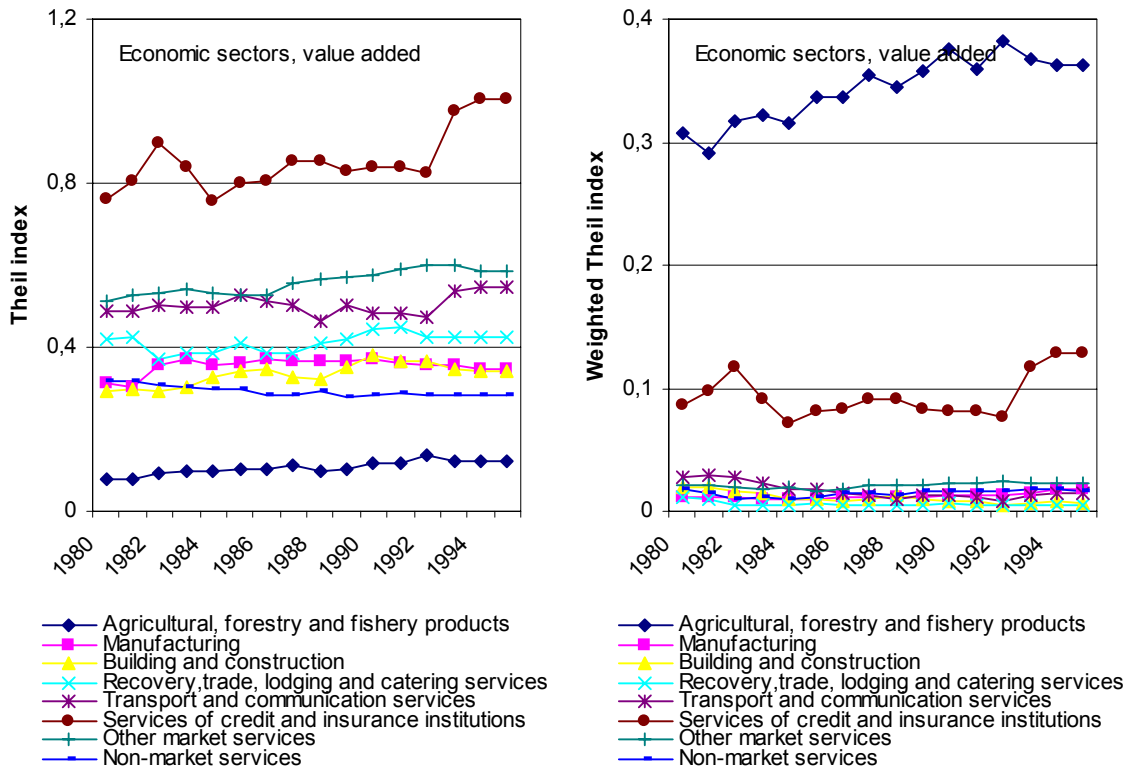 Economic sectors, value added
Theil index
1,2
0,8
0,4
0
1980
1982
1984
1986
1988
1990
1992
1994
Agricultural, forestry and fishery products
Manufacturing
Building and construction
Recovery,trade, lodging and catering services
Transport and communication services
Services of credit and insurance institutions
Other market services
Non-market services
Economic sectors, value added
Weighted Theil index
0,4
0,3
0,2
0,1
0
1980
1982
1984
1986
1988
1990
1992
1994
Agricultural, forestry and fishery products
Manufacturing
Building and construction
Recovery,trade, lodging and catering services
Transport and communication services
Services of credit and insurance institutions
Other market services
Non-market services